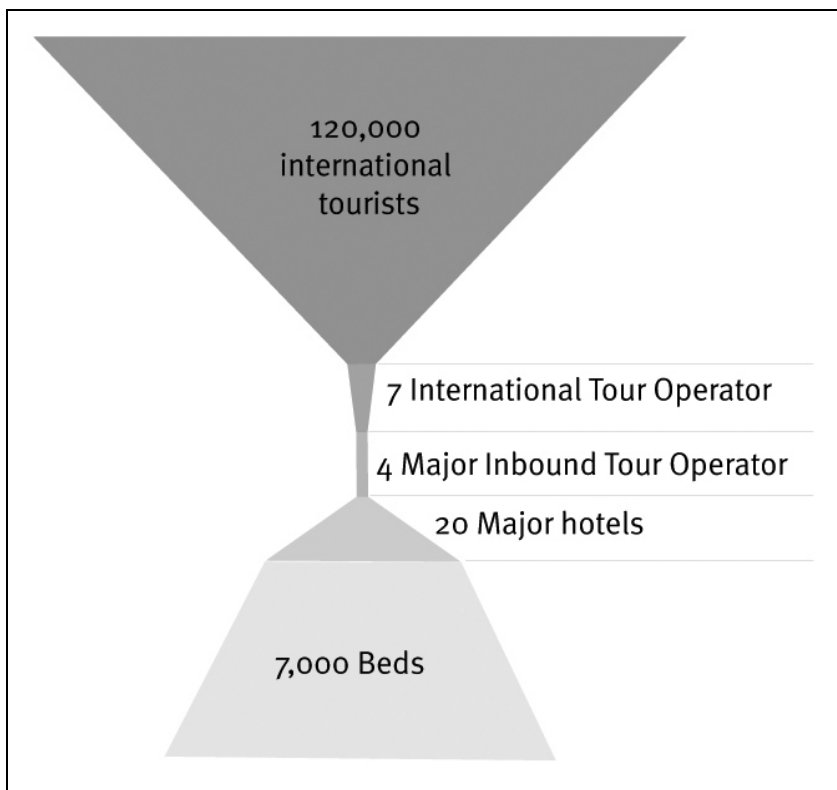 120,000
international
tourists
7 International Tour Operator
4 Major Inbound Tour Operator
20 Major hotels
7,000 Beds